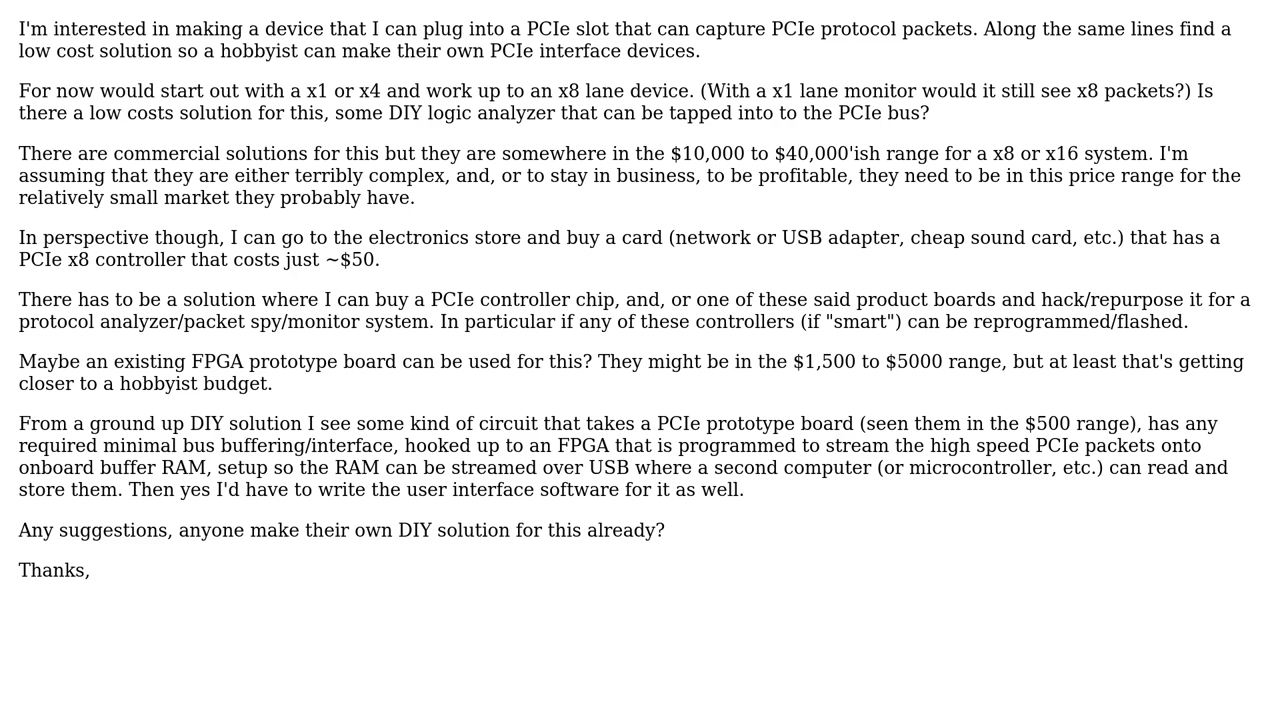 I'm interested in making a device that I can plug into a PCIe slot that can capture PCIe protocol packets. Along the same lines find a
low cost solution so a hobbyist can make their own PCIe interface devices.
For now would start out with a x1 or x4 and work up to an x8 lane device. (With a x1 lane monitor would it still see x8 packets?) Is
there a low costs solution for this, some DIY logic analyzer that can be tapped into to the PCIe bus?
There are commercial solutions for this but they are somewhere in the $10,000 to $40,000'ish range for a x8 or x16 system. I'm
assuming that they are either terribly complex, and, or to stay in business, to be profitable, they need to be in this price range for the
relatively small market they probably have.
In perspective though, I can go to the electronics store and buy a card (network or USB adapter, cheap sound card, etc.) that has a
PCIe x8 controller that costs just ~$50.
There has to be a solution where I can buy a PCIe controller chip, and, or one of these said product boards and hack/repurpose it for a
protocol analyzer/packet spy/monitor system. In particular if any of these controllers (if "smart") can be reprogrammed/flashed.
Maybe an existing FPGA prototype board can be used for this? They might be in the $1,500 to $5000 range, but at least that's getting
closer to a hobbyist budget.
From a ground up DIY solution I see some kind of circuit that takes a PCIe prototype board (seen them in the $500 range), has any
required minimal bus buffering/interface, hooked up to an FPGA that is programmed to stream the high speed PCIe packets onto
onboard buffer RAM, setup so the RAM can be streamed over USB where a second computer (or microcontroller, etc.) can read and
store them. Then yes I'd have to write the user interface software for it as well.
Any suggestions, anyone make their own DIY solution for this already?
Thanks,